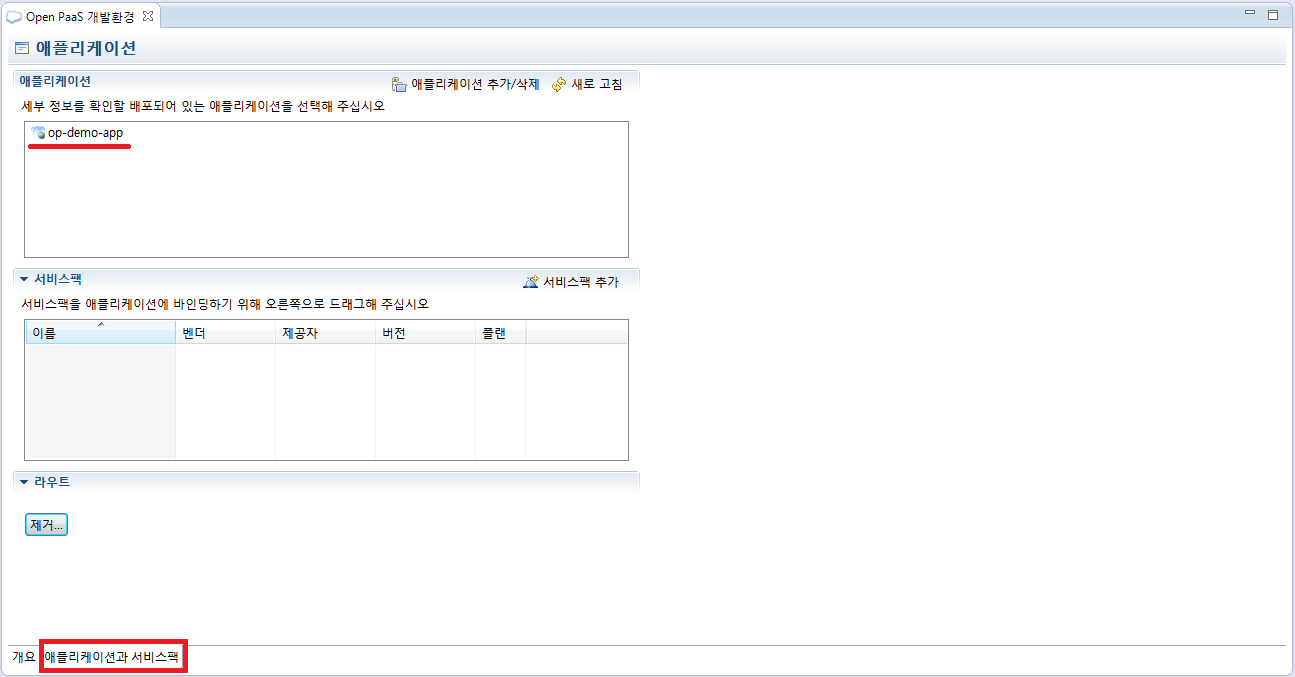 Open PaaS 개발환경
애플리케이션
애플리케이션 애플리케이션 추가/삭제 새로 고침
세부 정보를 확인할 배포되어 있는 애플리케이션을 선택해 주십시오
op-demo-app
서비스팩 서비스팩 추가
서비스팩을 애플리케이션에 바인딩하기 위해 오른쪽으로 드래그해 주십시오
이름 벤더 제공자 버전 플랜
라우트
제거...
개요 애플리케이션과 서비스팩